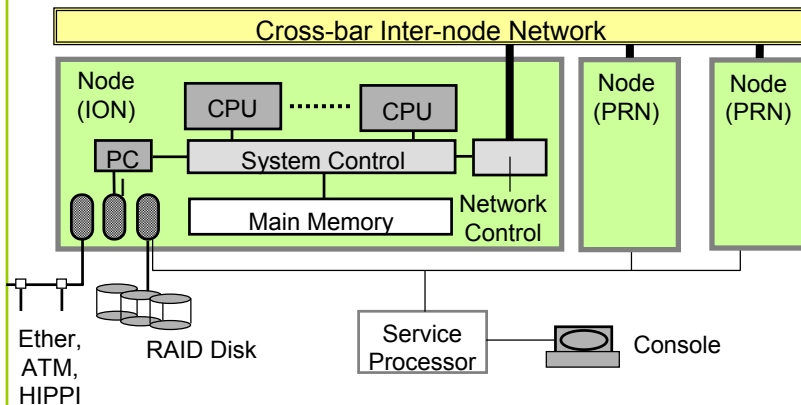 Cross-bar Inter-node Network
Node
(ION)
CPU
CPU
Node
(PRN)
Node
(PRN)
PC
System Control
Main Memory
Network
Control
Ether,
ATM,
HIPPI
RAID Disk
Service
Processor
Console